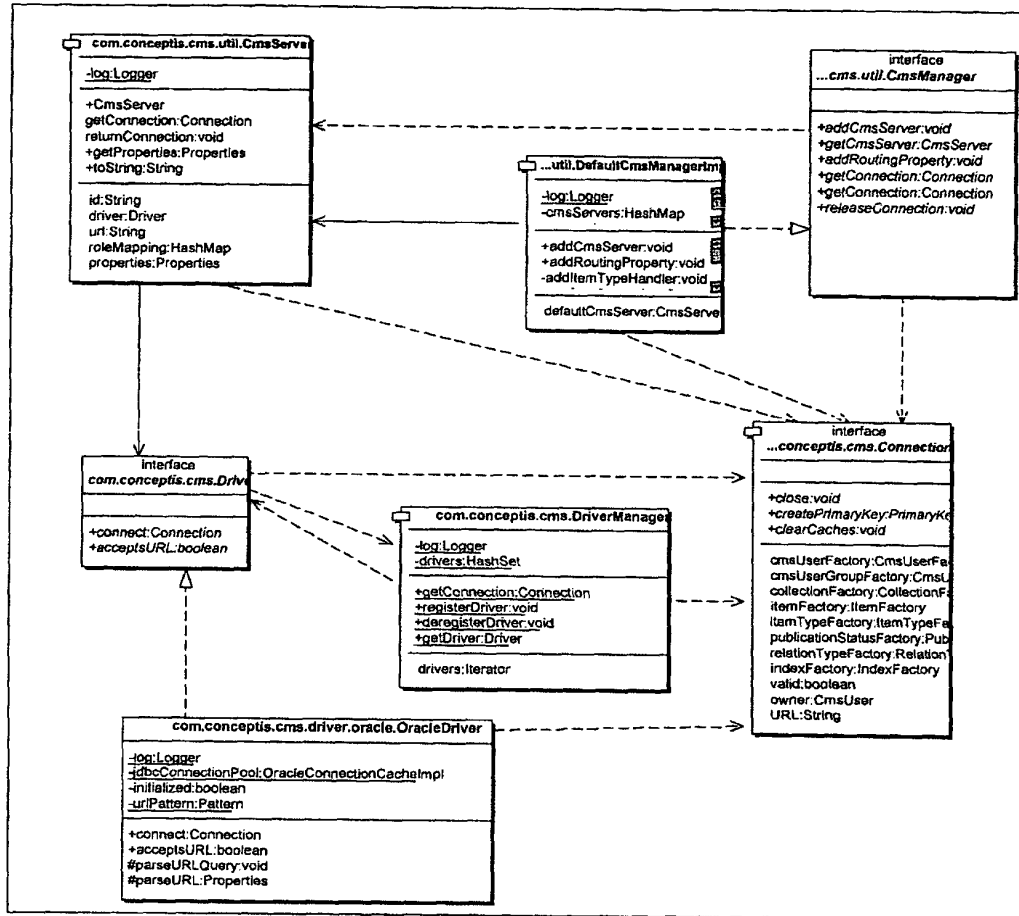 com.conceptis.cms.util.CmsServer
-log:Logger
+CmsServer
getConnection:Connection
returnConnection:void
+getProperties:Properties
+toString:String
id:String
driver:Driver
url:String
roleMapping:HashMap
properties:Properties
interface
...cms.util.CmsManager
+addCmsServer:void
+getCmsServer:CmsServer
+addRoutingProperty:void
+getConnection:Connection
+getConnection:Connection
+releaseConnection:void
...util.DefaultCmsManagerIm
-log:Logger
-cmsServers:HashMap
+addCmsServer:void
+addRoutingProperty:void
-addItemTypeHandler:void
defaultCmsServer:CmsServe
interface
com.conceptis.cms.Drive
+connect:Connection
+acceptsURL:boolean
com.conceptis.cms.DriverManager
-log:Logger
-drivers:HashSet
+getConnection:Connection
+registerDriver:void
+deregisterDriver:void
+getDriver:Driver
drivers:Iterator
interface
...conceptis.cms.Connection
+close:void
+createPrimaryKey:PrimaryKe
+clearCaches:void
cmsUserFactory:CmsUserFa
cmsUserGroupFactory:CmsU
collectionFactory:CollectionFa
itemFactory:ItemFactory
itemTypeFactory:ItemTypeFa
publicationStatusFactory:Pub
relationTypeFactory:Relation
indexFactory:IndexFactory
valid:boolean
owner:CmsUser
URL:String
com.conceptis.cms.driver.oracle.OracleDriver
-log:Logger
-jdbcConnectionPool:OracleConnectionCacheImpl
-initialized:boolean
-urlPattern:Pattern
+connect:Connection
+acceptsURL:boolean
#parseURLQuery:void
#parseURL:Properties